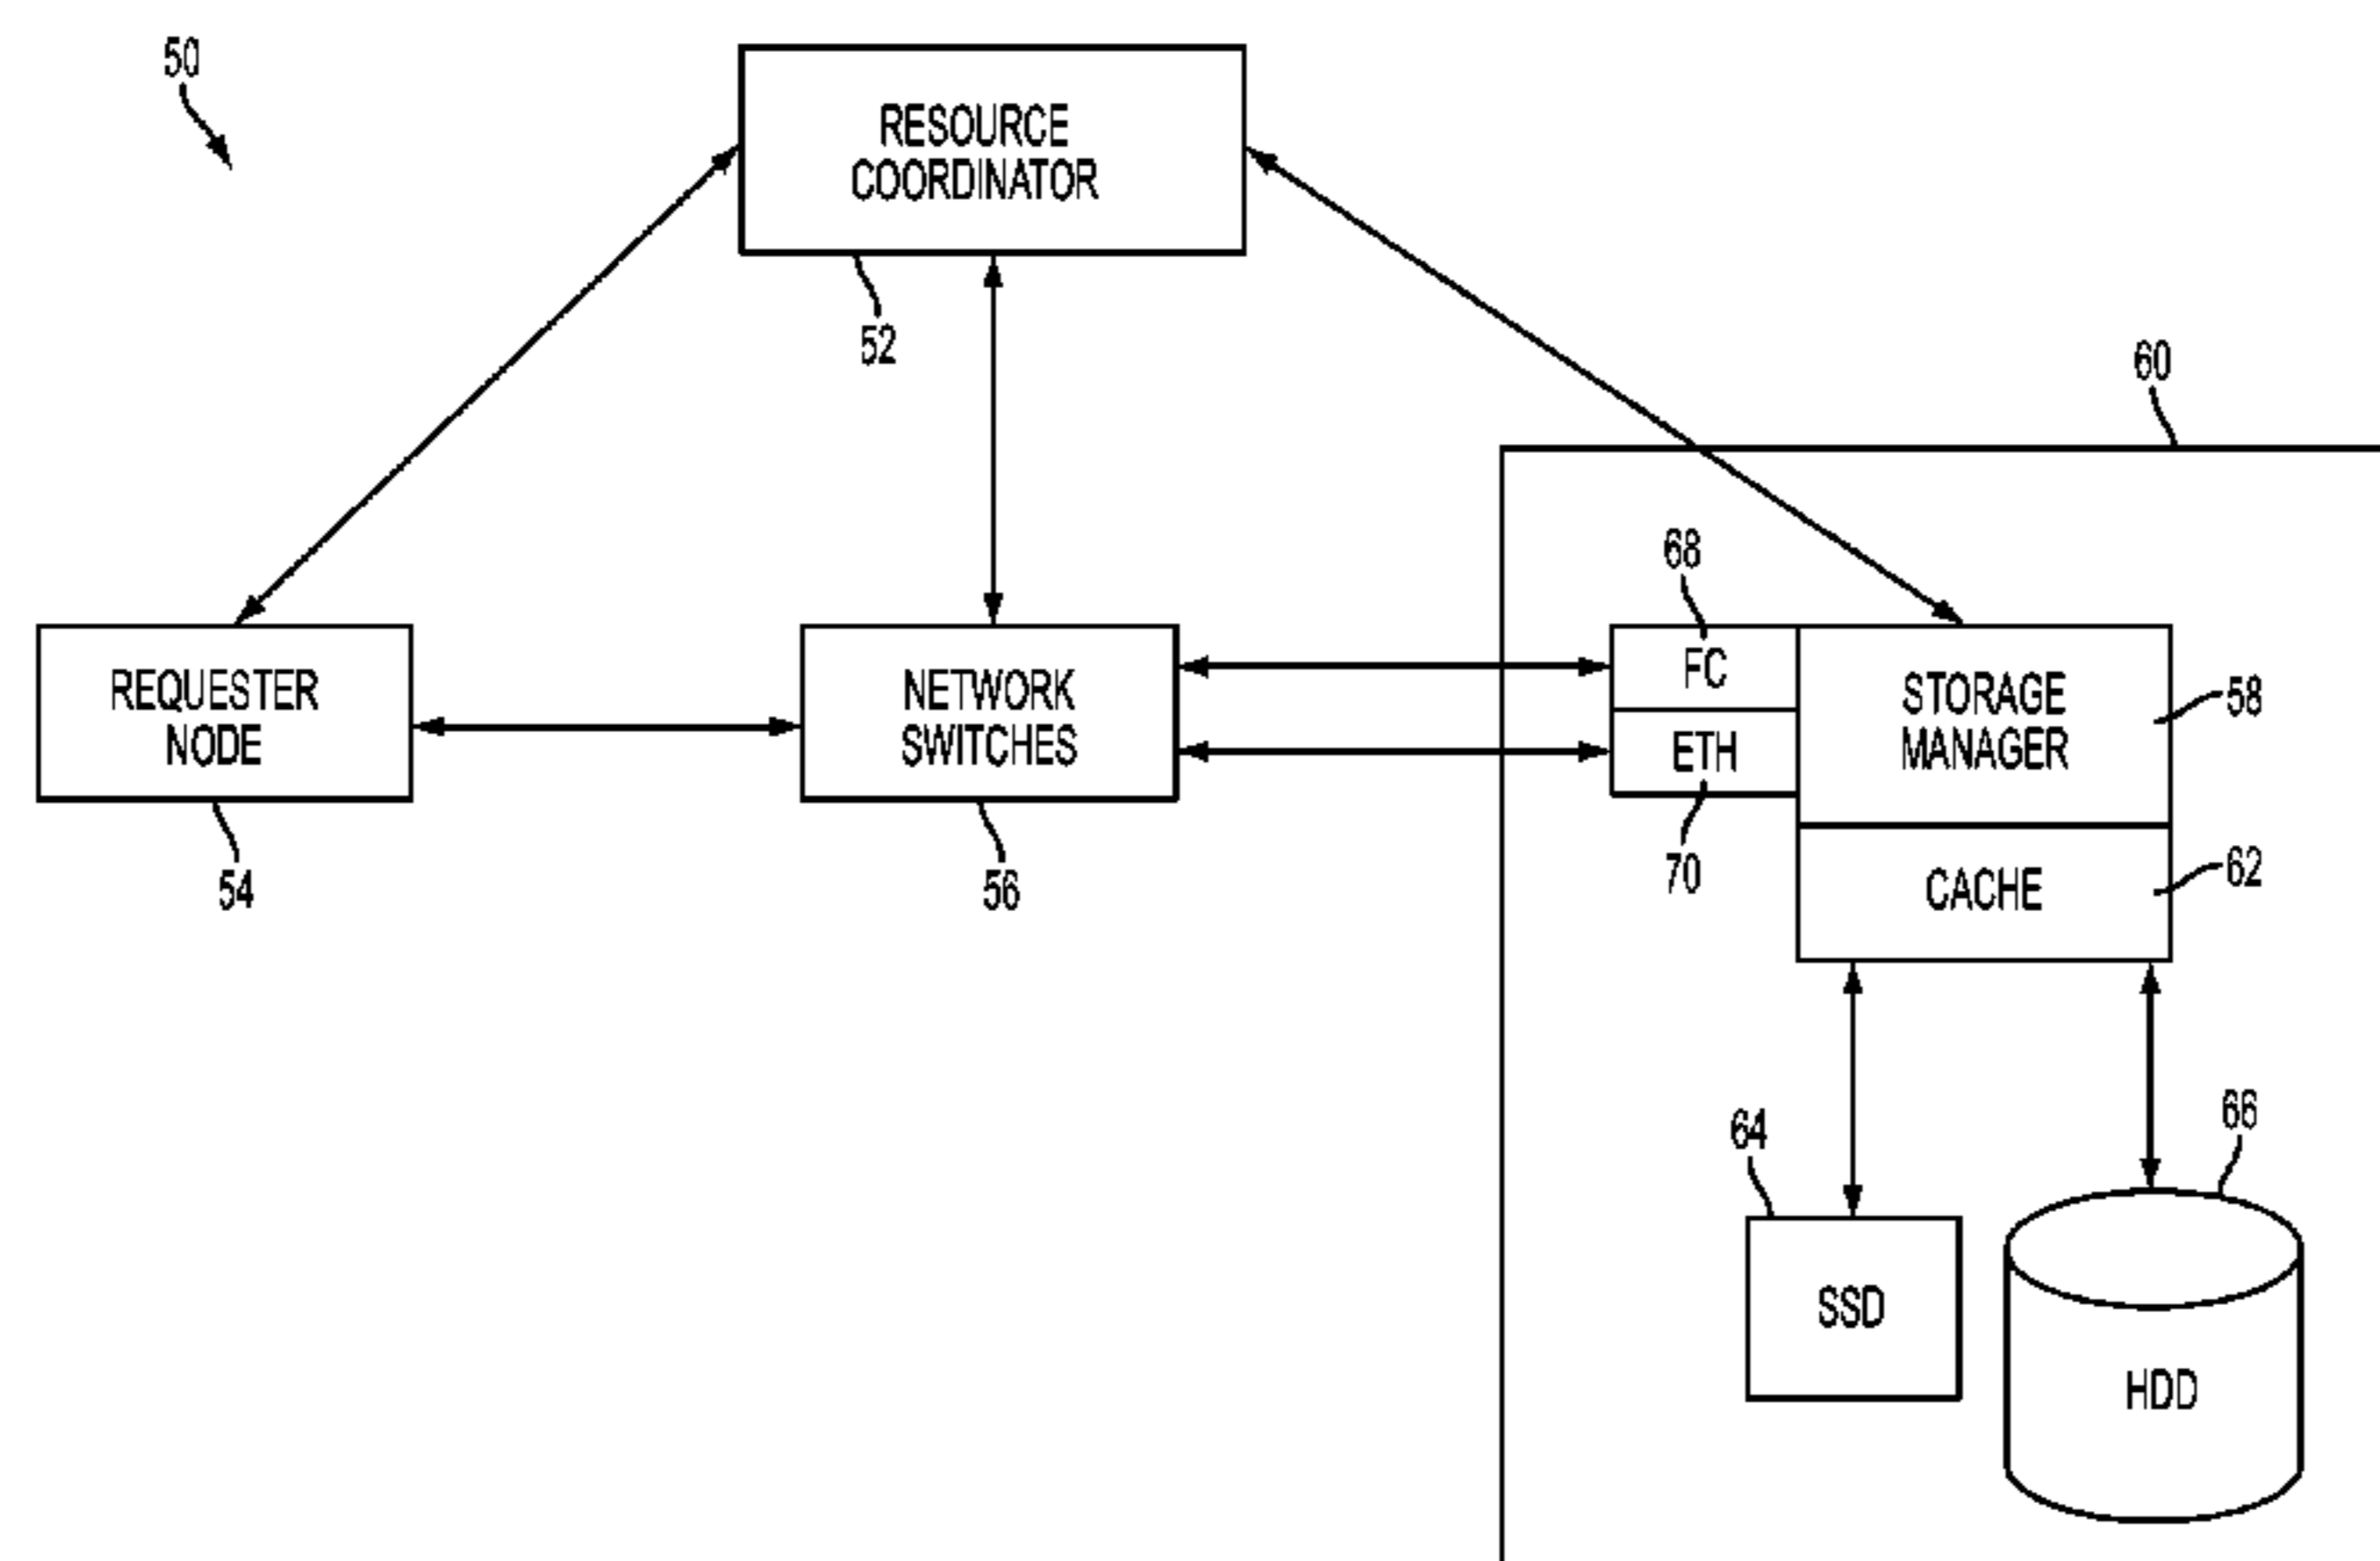 50
RESOURCE
COORDINATOR
52
60
68
FC
STORAGE
MANAGER
58
REQUESTER
NODE
NETWORK
SWITCHES
ETH
54
56
70
CACHE
62
64
66
SSD
HDD